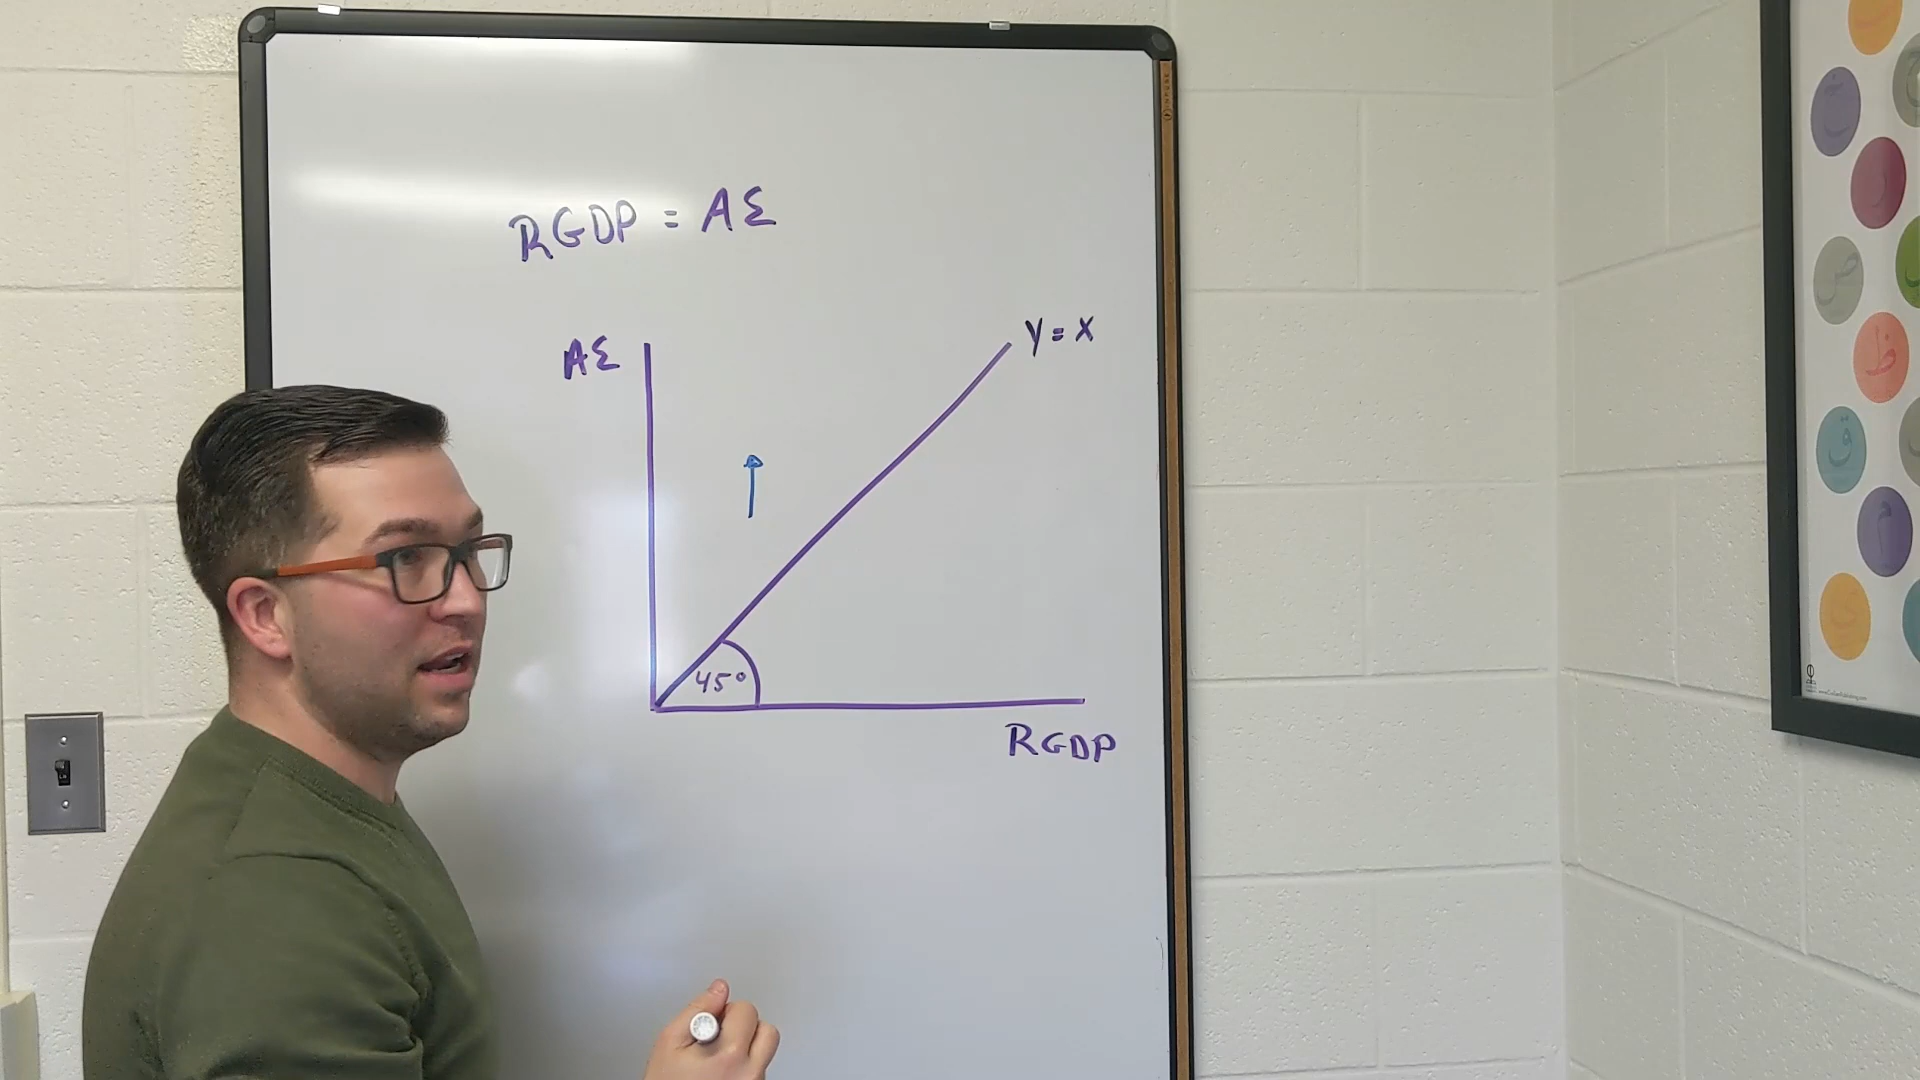 RGDP = AE
AE
Y = X
45°
RGDP
ض
ظ
ق
م